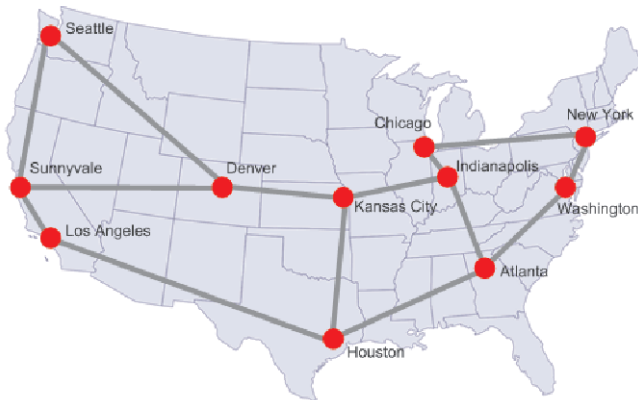 Seattle
New York
Chicago
Sunnyvale
Denver
Indianapolis
Kansas City
Washington
Los Angeles
Atlanta
Houston